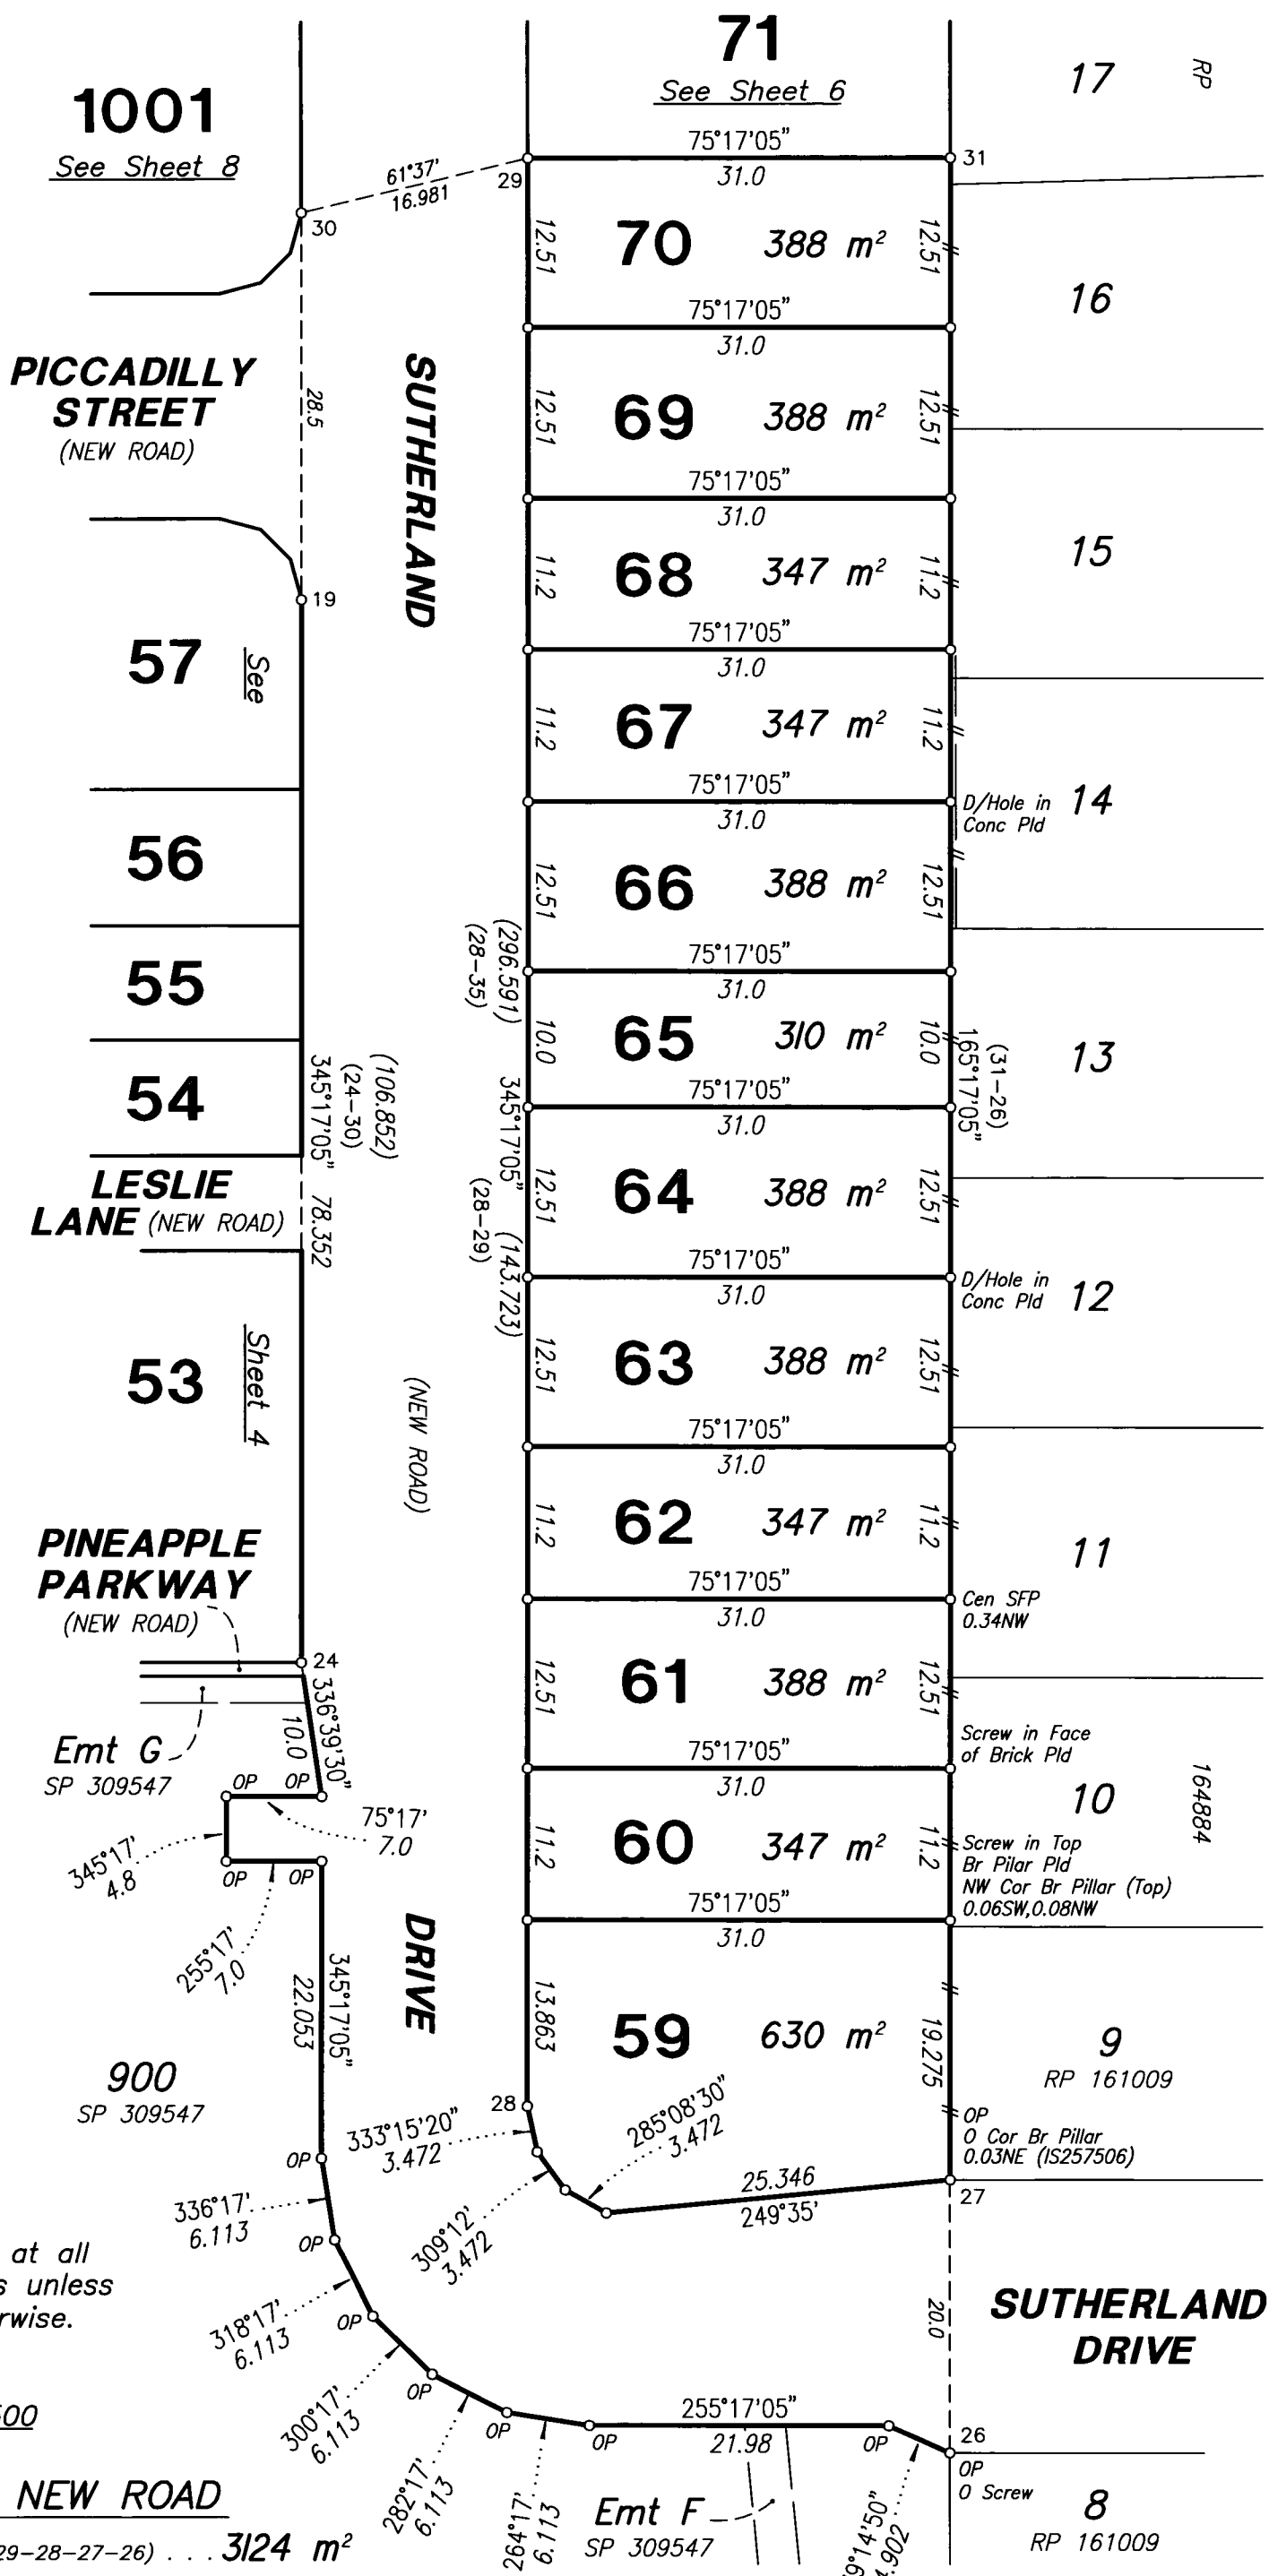 71
See Sheet 6
1001
See Sheet 8
17
RP
75°17'05"
31.0
31
61°37'
16.981
29
30
12.51
70
388 m²
12.51
16
75°17'05"
31.0
PICCADILLY
STREET
(NEW ROAD)
28.5
SUTHERLAND
12.51
69
388 m²
12.51
75°17'05"
31.0
15
11.2
68
347 m²
11.2
19
75°17'05"
31.0
57
See
11.2
67
347 m²
11.2
75°17'05"
31.0
D/Hole in
Conc Pld
14
56
12.51
66
388 m²
12.51
(296.591)
(28-35)
75°17'05"
31.0
55
10.0
65
310 m²
10.0
165°17'05"
(31-26)
13
54
345°17'05"
(24-30)
(106.852)
75°17'05"
31.0
LESLIE
LANE (NEW ROAD)
78.352
345°17'05"
(28-29)
(143.723)
12.51
64
388 m²
12.51
75°17'05"
31.0
D/Hole in
Conc Pld
12
53
Sheet 4
12.51
63
388 m²
12.51
(NEW ROAD)
75°17'05"
31.0
11.2
62
347 m²
11.2
11
PINEAPPLE
PARKWAY
(NEW ROAD)
75°17'05"
31.0
Cen SFP
0.34NW
24
336°39'30"
10.0
12.51
61
388 m²
12.51
Emt G
SP 309547
Screw in Face
of Brick Pld
75°17'05"
31.0
OP
OP
75°17'
7.0
345°17'
4.8
OP
OP
255°17'
7.0
10
164884
11.2
60
347 m²
11.2
Screw in Top
Br Pilar Pld
NW Cor Br Pillar (Top)
0.06SW,0.08NW
75°17'05"
31.0
DRIVE
345°17'05"
22.053
13.863
59
630 m²
19.275
9
RP 161009
900
SP 309547
28
333°15'20"
3.472
285°08'30"
3.472
OP
O Cor Br Pillar
0.03NE (IS257506)
OP
336°17'
6.113
309°12'
3.472
25.346
249°35'
27
OP
at all
unless
318°17'
6.113
OP
20.0
SUTHERLAND
DRIVE
300°17'
6.113
OP
282°17'
6.113
OP
264°17'
6.113
OP
255°17'05"
21.98
OP
26
OP
O Screw
NEW ROAD
29-28-27-26) . . . 3124 m²
Emt F
SP 309547
8
RP 161009